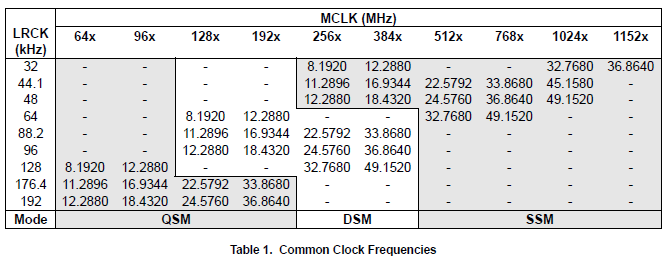 MCLK (MHz)
LRCK (kHz) 64x 96x 128x 192x 256x 384x 512x 768x 1024x 1152x
32 - - - - 8.1920 12.2880 - - 32.7680 36.8640
44.1 - - - - 11.2896 16.9344 22.5792 33.8680 45.1580 -
48 - - - - 12.2880 18.4320 24.5760 36.8640 49.1520 -
64 - - 8.1920 12.2880 - - 32.7680 49.1520 - -
88.2 - - 11.2896 16.9344 22.5792 33.8680 - - - -
96 - - 12.2880 18.4320 24.5760 36.8640 - - - -
128 8.1920 12.2880 - - 32.7680 49.1520 - - - -
176.4 11.2896 16.9344 22.5792 33.8680 - - - - - -
192 12.2880 18.4320 24.5760 36.8640 - - - - - -
Mode QSM DSM SSM
Table 1. Common Clock Frequencies